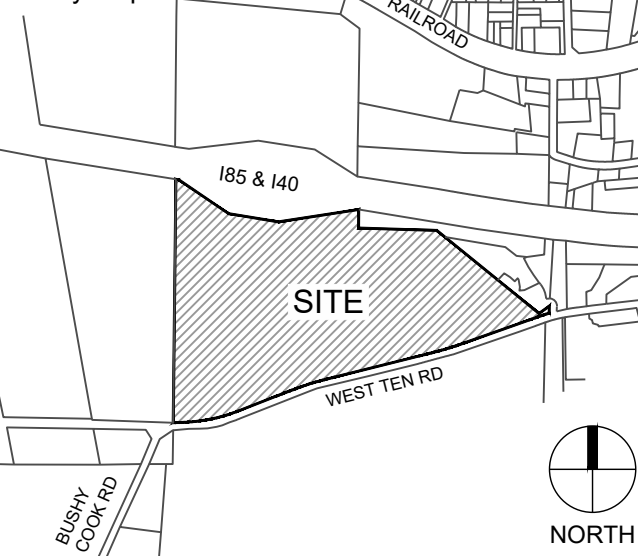 RAILROAD
I85 & I40
SITE
WEST TEN RD
BUSHY
COOK RD
NORTH